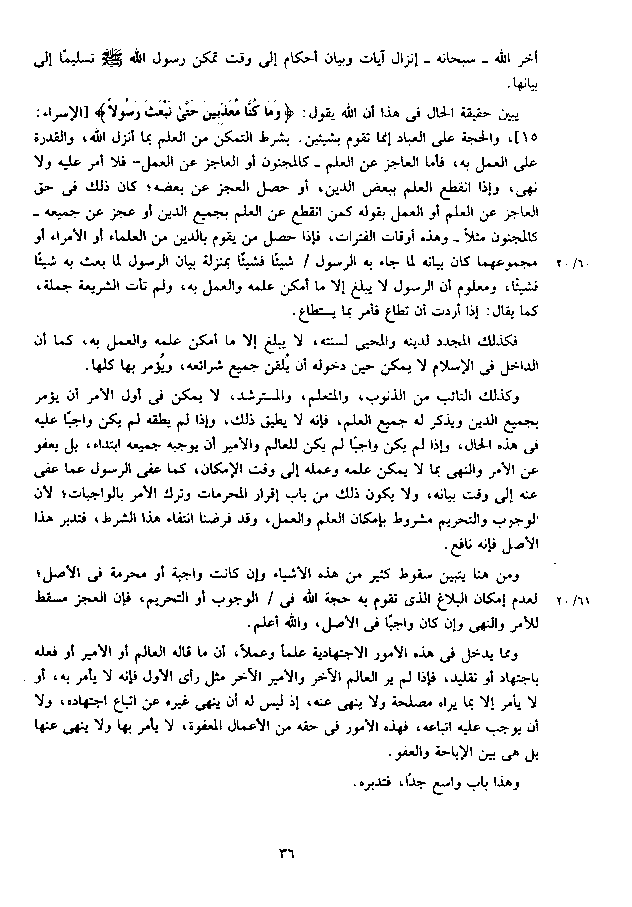 أخر الله ـ سبحانه ـ إنزال آيات وبيان أحكام إلى وقت تمكن رسول الله ﷺ تسليمًا إلى
بيانها.
يبين حقيقة الحال فى هذا أن الله يقول: ﴿ وَمَا كُنَّا مُعَذِّبِينَ حَتَّىٰ نَبْعَثَ رَسُولاً ﴾ [الإسراء:
١٥]، والحجة على العباد إنما تقوم بشيئين. بشرط التمكن من العلم بما أنزل الله، والقدرة
على العمل به، فأما العاجز عن العلم ـ كالمجنون أو العاجز عن العمل- فلا أمر عليه ولا
نهى، وإذا انقطع العلم ببعض الدين، أو حصل العجز عن بعضه؛ كان ذلك فى حق
العاجز عن العلم أو العمل بقوله كمن انقطع عن العلم بجميع الدين أو عجز عن جميعه ـ
كالمجنون مثلاً ـ وهذه أوقات الفترات، فإذا حصل من يقوم بالدين من العلماء أو الأمراء أو
٢٠/٦٠ مجموعهما كان بيانه لما جاء به الرسول / شيئًا فشيئًا بمنزلة بيان الرسول لما بعث به شيئًا
فشيئًا، ومعلوم أن الرسول لا يبلغ إلا ما أمكن علمه والعمل به، ولم تأت الشريعة جملة،
كما يقال: إذا أردت أن تطاع فأمر بما يستطاع.
فكذلك المجدد لدينه والمحيى لسنته، لا يبلغ إلا ما أمكن علمه والعمل به، كما أن
الداخل فى الإسلام لا يمكن حين دخوله أن يُلقن جميع شرائعه، ويُؤمر بها كلها.
وكذلك التائب من الذنوب، والمتعلم، والمسترشد، لا يمكن فى أول الأمر أن يؤمر
بجميع الدين ويذكر له جميع العلم، فإنه لا يطيق ذلك، وإذا لم يطقه لم يكن واجبًا عليه
فى هذه الحال، وإذا لم يكن واجبًا لم يكن للعالم والأمير أن يوجبه جميعه ابتداء، بل يعفو
عن الأمر والنهى بما لا يمكن علمه وعمله إلى وقت الإمكان، كما عفى الرسول عما عفى
عنه إلى وقت بيانه، ولا يكون ذلك من باب إقرار المحرمات وترك الأمر بالواجبات؛ لأن
الوجوب والتحريم مشروط بإمكان العلم والعمل، وقد فرضنا انتفاء هذا الشرط، فتدبر هذا
الأصل فإنه نافع.
ومن هنا يتبين سقوط كثير من هذه الأشياء وإن كانت واجبة أو محرمة فى الأصل؛
٢٠/٦١ لعدم إمكان البلاغ الذى تقوم به حجة الله فى / الوجوب أو التحريم، فإن العجز مسقط
للأمر والنهى وإن كان واجبًا فى الأصل، والله أعلم.
ومما يدخل فى هذه الأمور الاجتهادية علماً وعملاً، أن ما قاله العالم أو الأمير أو فعله
باجتهاد أو تقليد، فإذا لم ير العالم الآخر والأمير الآخر مثل رأى الأول فإنه لا يأمر به، أو
لا يأمر إلا بما يراه مصلحة ولا ينهى عنه، إذ ليس له أن ينهى غيره عن اتباع اجتهاده، ولا
أن يوجب عليه اتباعه، فهذه الأمور فى حقه من الأعمال المعفوة، لا يأمر بها ولا ينهى عنها
بل هى بين الإباحة والعفو.
وهذا باب واسع جدًا، فتدبره.
٣٦